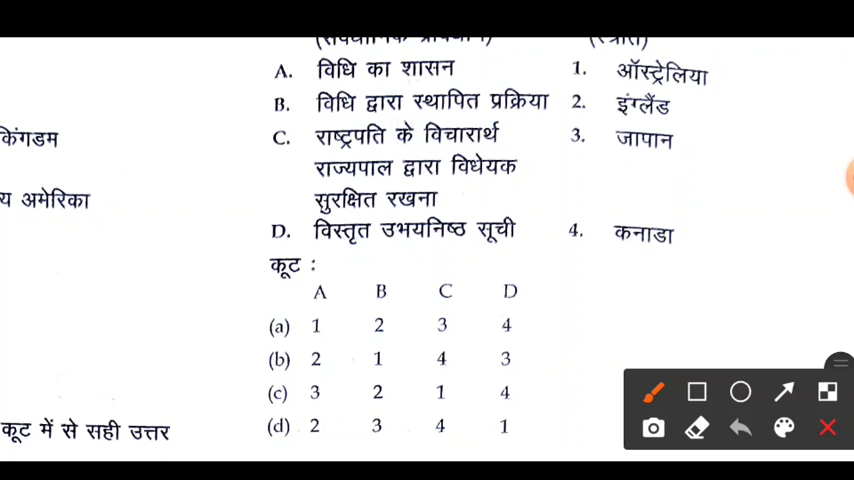 A. विधि का शासन 1. ऑस्ट्रेलिया
B. विधि द्वारा स्थापित प्रक्रिया 2. इंग्लैंड
किंगडम
C. राष्ट्रपति के विचारार्थ 3. जापान
राज्यपाल द्वारा विधेयक
सुरक्षित रखना
य अमेरिका
D. विस्तृत उभयनिष्ठ सूची 4. कनाडा
कूट :
A B C D
(a) 1 2 3 4
(b) 2 1 4 3
(c) 3 2 1 4
(d) 2 3 4 1
कूट में से सही उत्तर